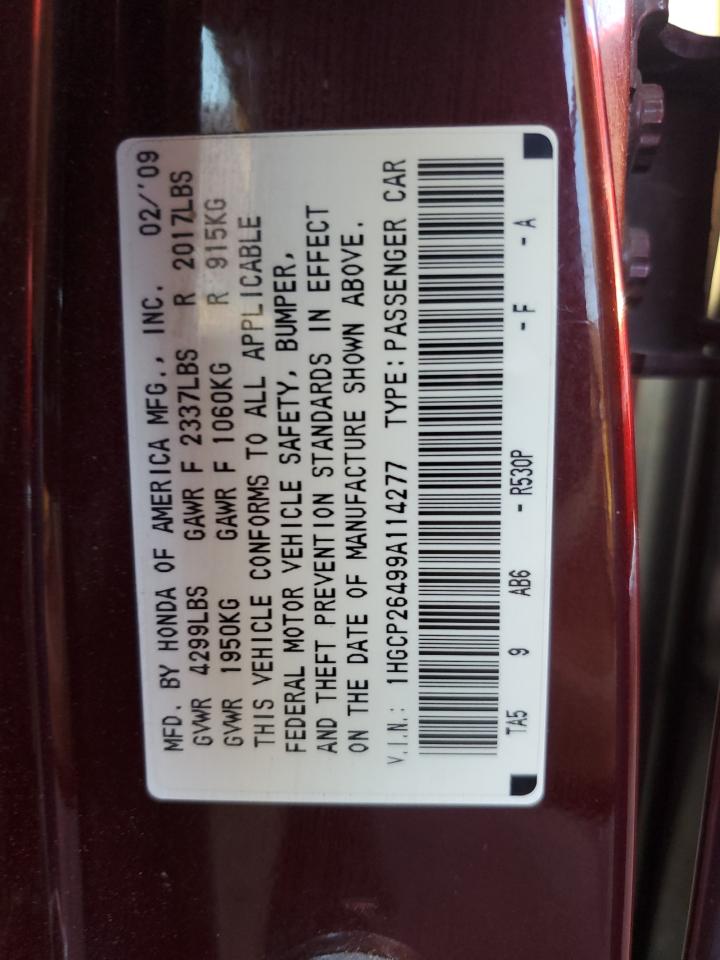 MFD. BY HONDA OF AMERICA MFG., INC. 02/'09
GVWR 4299LBS GAWR F 2337LBS R 2017LBS
GVWR 1950KG GAWR F 1060KG R 915KG
THIS VEHICLE CONFORMS TO ALL APPLICABLE
FEDERAL MOTOR VEHICLE SAFETY, BUMPER,
AND THEFT PREVENTION STANDARDS IN EFFECT
ON THE DATE OF MANUFACTURE SHOWN ABOVE.
V.I.N.: 1HGCP26499A114277 TYPE: PASSENGER CAR
TA5 9 AB6 - R530P - F - A